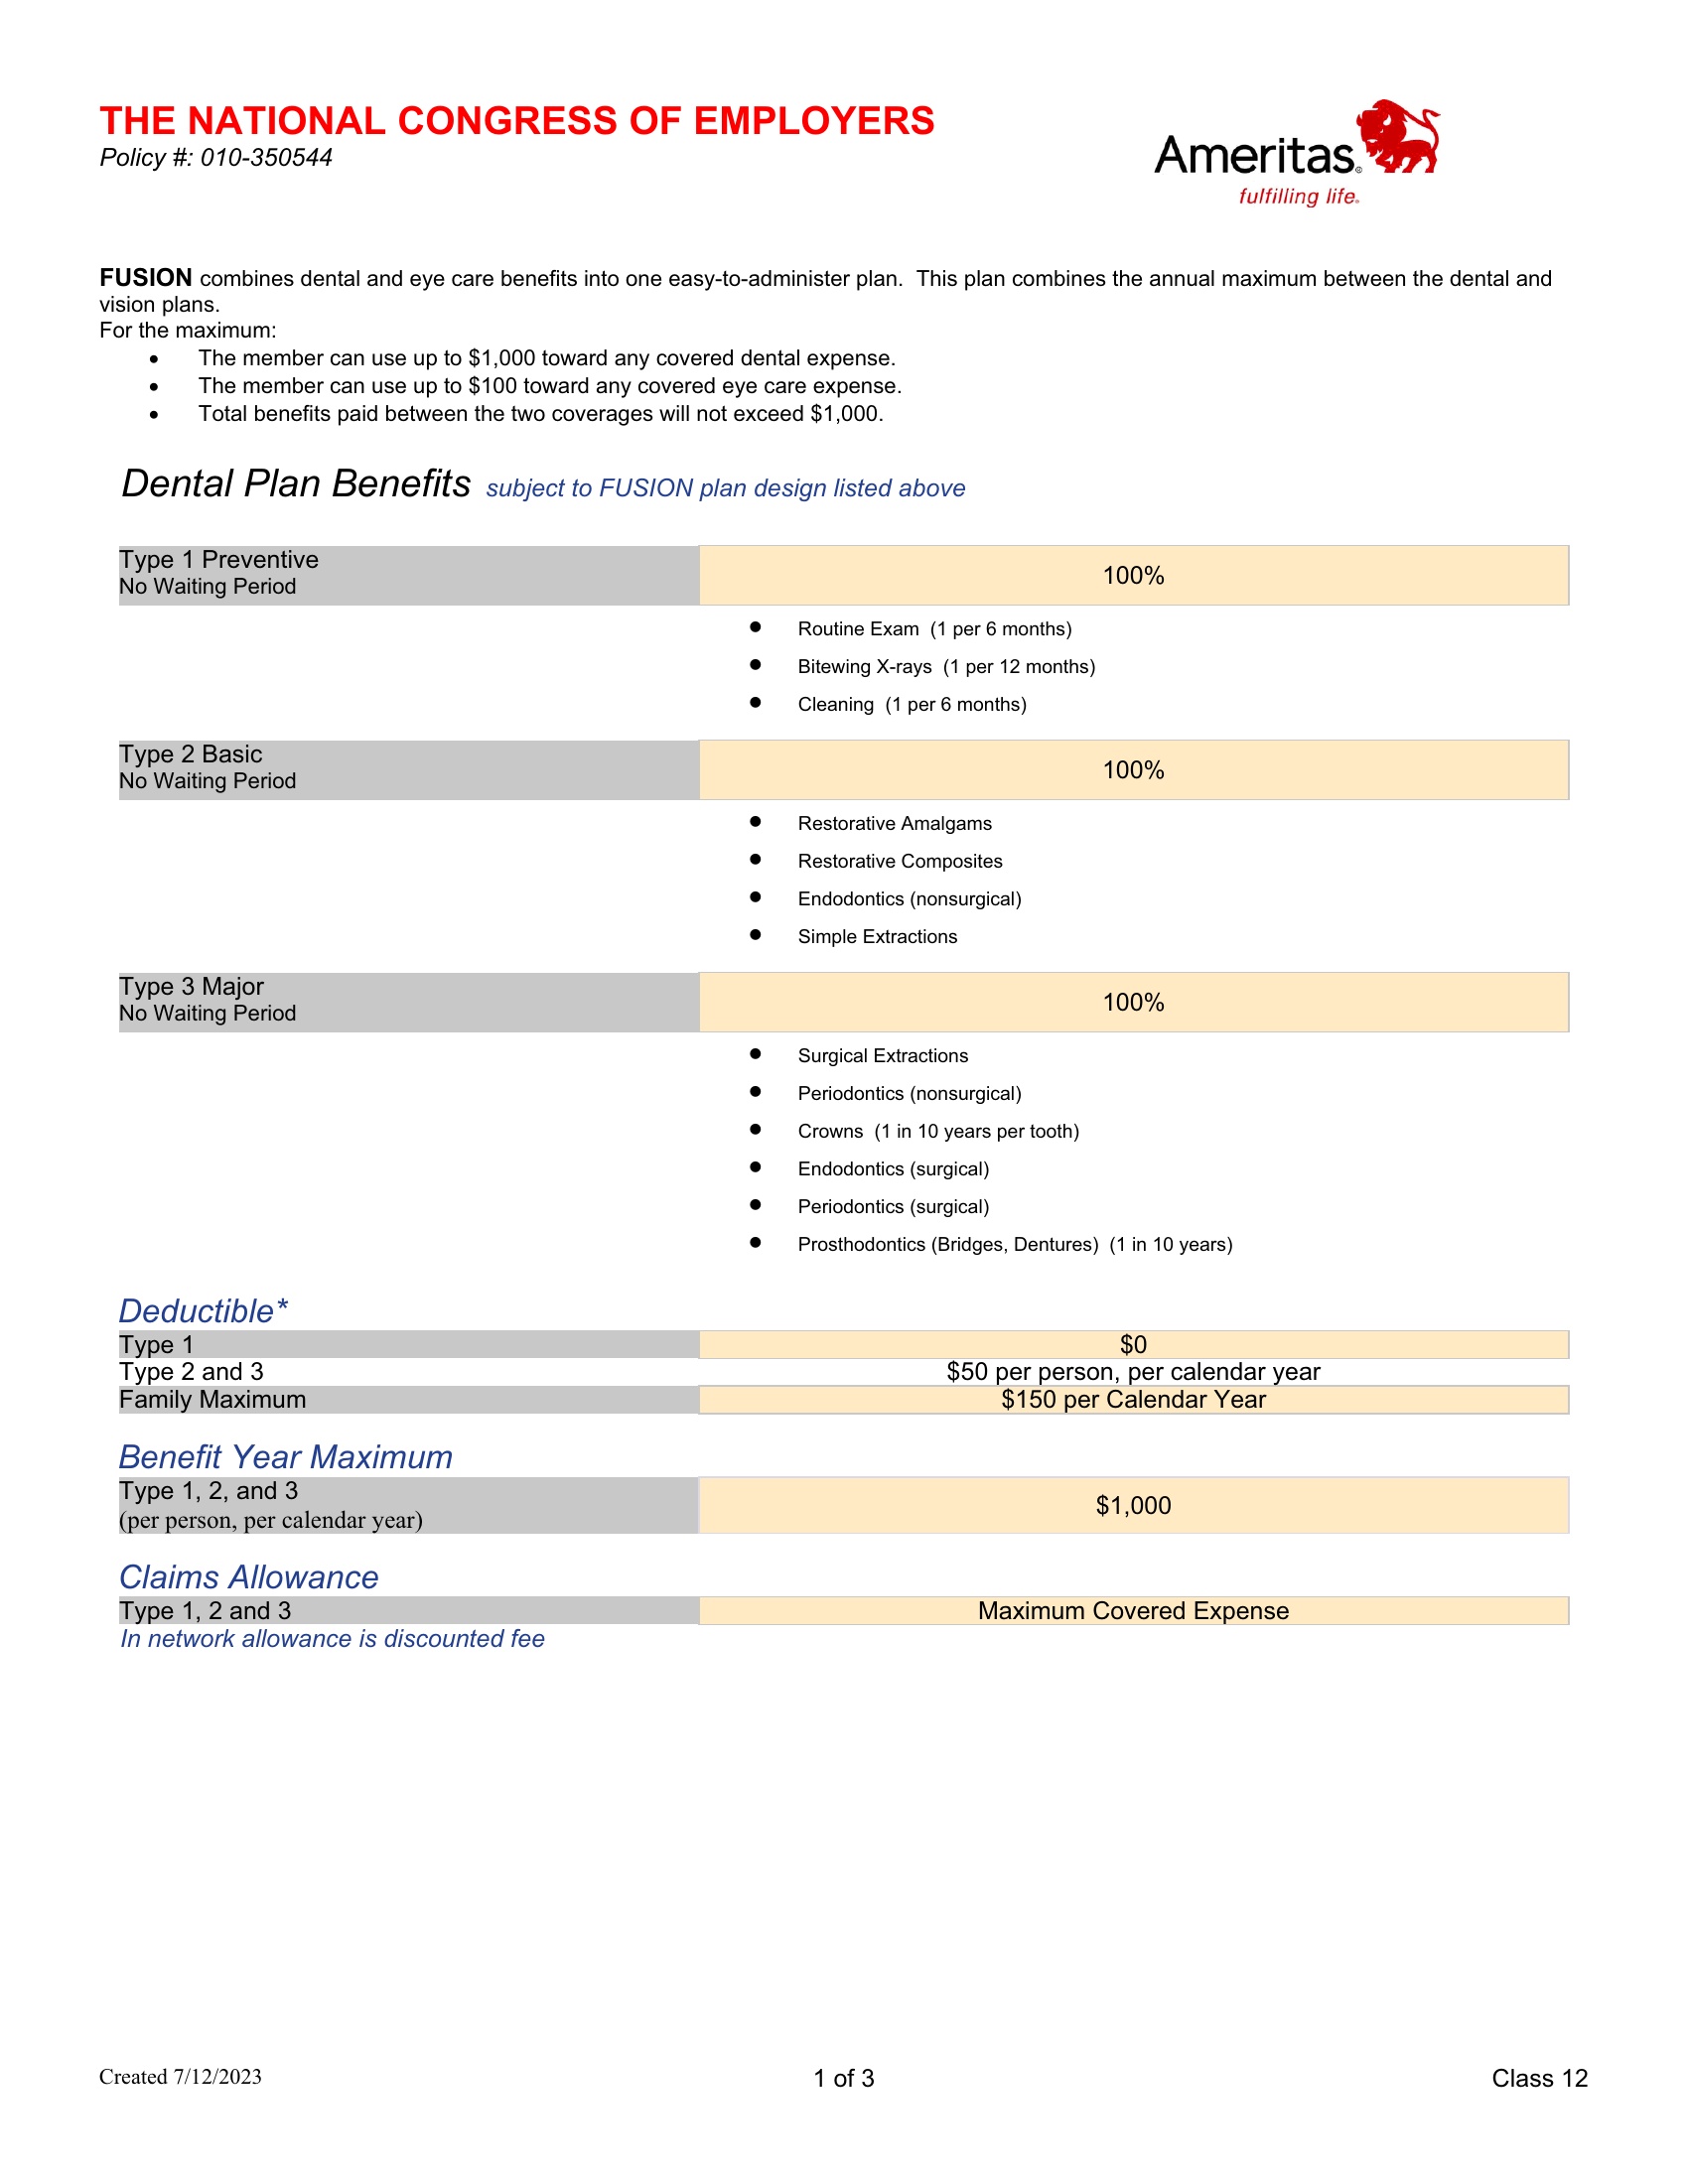 THE NATIONAL CONGRESS OF EMPLOYERS
Policy #: 010-350544
Ameritas®
fulfilling life®
FUSION combines dental and eye care benefits into one easy-to-administer plan.  This plan combines the annual maximum between the dental and
vision plans.
For the maximum:
• The member can use up to $1,000 toward any covered dental expense.
• The member can use up to $100 toward any covered eye care expense.
• Total benefits paid between the two coverages will not exceed $1,000.
Dental Plan Benefits subject to FUSION plan design listed above
Type 1 Preventive
No Waiting Period
100%
• Routine Exam  (1 per 6 months)
• Bitewing X-rays  (1 per 12 months)
• Cleaning  (1 per 6 months)
Type 2 Basic
No Waiting Period
100%
• Restorative Amalgams
• Restorative Composites
• Endodontics (nonsurgical)
• Simple Extractions
Type 3 Major
No Waiting Period
100%
• Surgical Extractions
• Periodontics (nonsurgical)
• Crowns  (1 in 10 years per tooth)
• Endodontics (surgical)
• Periodontics (surgical)
• Prosthodontics (Bridges, Dentures)  (1 in 10 years)
Deductible*
Type 1 $0
Type 2 and 3 $50 per person, per calendar year
Family Maximum $150 per Calendar Year
Benefit Year Maximum
Type 1, 2, and 3
(per person, per calendar year)
$1,000
Claims Allowance
Type 1, 2 and 3 Maximum Covered Expense
In network allowance is discounted fee
Created 7/12/2023 1 of 3 Class 12